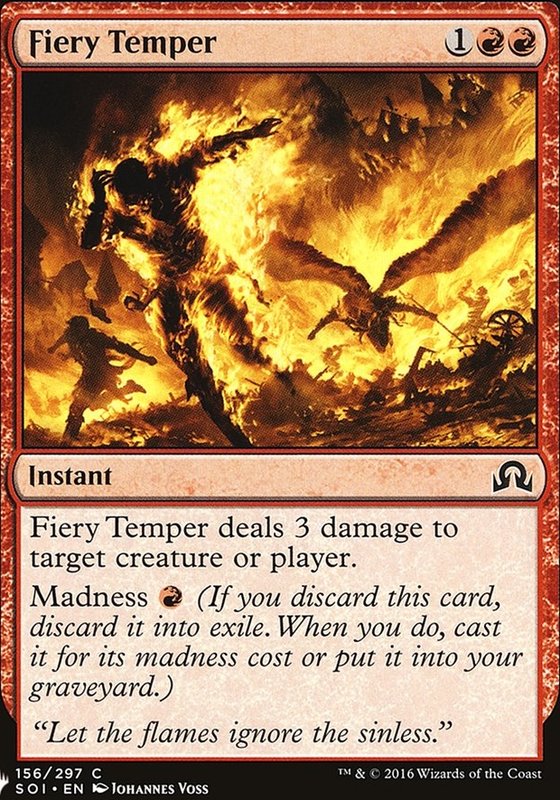 Fiery Temper 1
Instant
Fiery Temper deals 3 damage to
target creature or player.
Madness (If you discard this card,
discard it into exile. When you do, cast
it for its madness cost or put it into your
graveyard.)
“Let the flames ignore the sinless.”
156/297 C
SOI • EN Johannes Voss
™ & © 2016 Wizards of the Coast